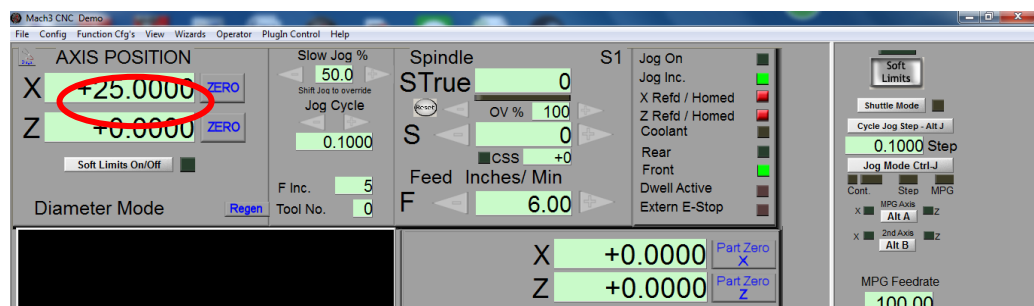 Mach3 CNC Demo
File Config Function Cfg's View Wizards Operator PlugIn Control Help
AXIS POSITION
X +25.0000 ZERO
Z +0.0000 ZERO
Soft Limits On/Off
Diameter Mode Regen
Slow Jog %
50.0
Shift Jog to override
Jog Cycle
0.1000
F Inc. 5
Tool No. 0
Spindle S1
STrue 0
Reset OV % 100
S 0
CSS +0
Feed Inches/ Min
F 6.00
Jog On
Jog Inc.
X Refd / Homed
Z Refd / Homed
Coolant
Rear
Front
Dwell Active
Extern E-Stop
X +0.0000 Part Zero X
Z +0.0000 Part Zero Z
Soft
Limits
Shuttle Mode
Cycle Jog Step - Alt J
0.1000 Step
Jog Mode Ctrl-J
Cont. Step MPG
MPG Axis
X Alt A Z
2nd Axis
X Alt B Z
MPG Feedrate
100.00